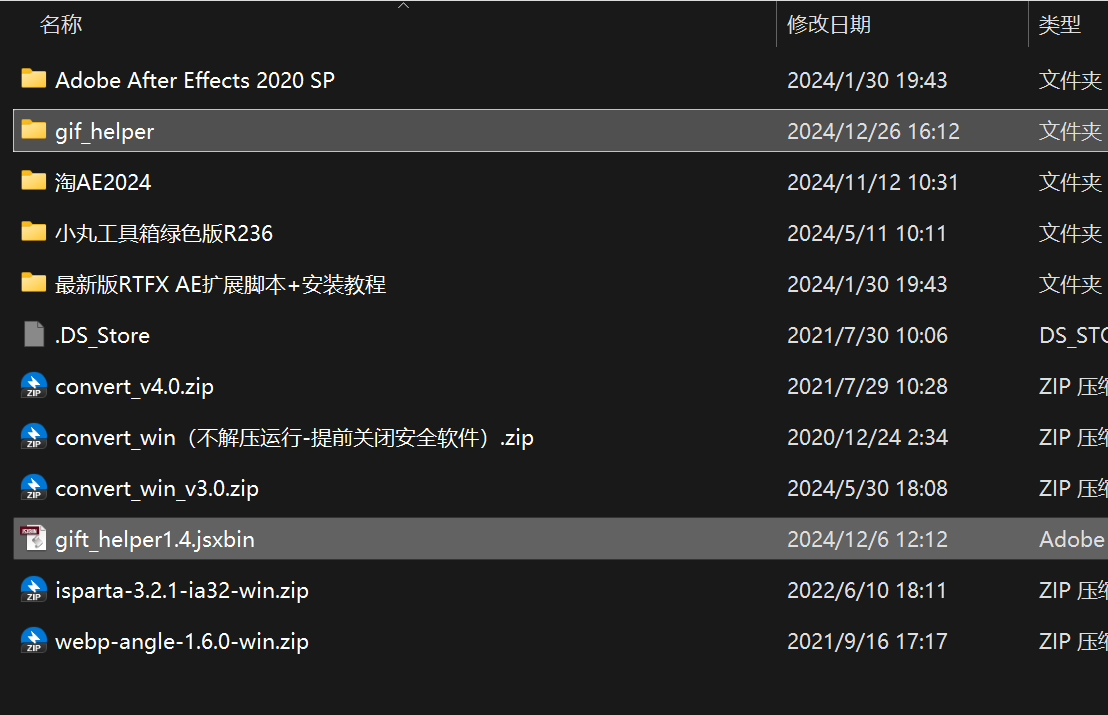 名称 修改日期 类型
Adobe After Effects 2020 SP 2024/1/30 19:43 文件夹
gif_helper 2024/12/26 16:12 文件夹
淘AE2024 2024/11/12 10:31 文件夹
小丸工具箱绿色版R236 2024/5/11 10:11 文件夹
最新版RTFX AE扩展脚本+安装教程 2024/1/30 19:43 文件夹
.DS_Store 2021/7/30 10:06 DS_STO
convert_v4.0.zip 2021/7/29 10:28 ZIP 压缩
convert_win（不解压运行-提前关闭安全软件）.zip 2020/12/24 2:34 ZIP 压缩
convert_win_v3.0.zip 2024/5/30 18:08 ZIP 压缩
gift_helper1.4.jsxbin 2024/12/6 12:12 Adobe
isparta-3.2.1-ia32-win.zip 2022/6/10 18:11 ZIP 压缩
webp-angle-1.6.0-win.zip 2021/9/16 17:17 ZIP 压缩